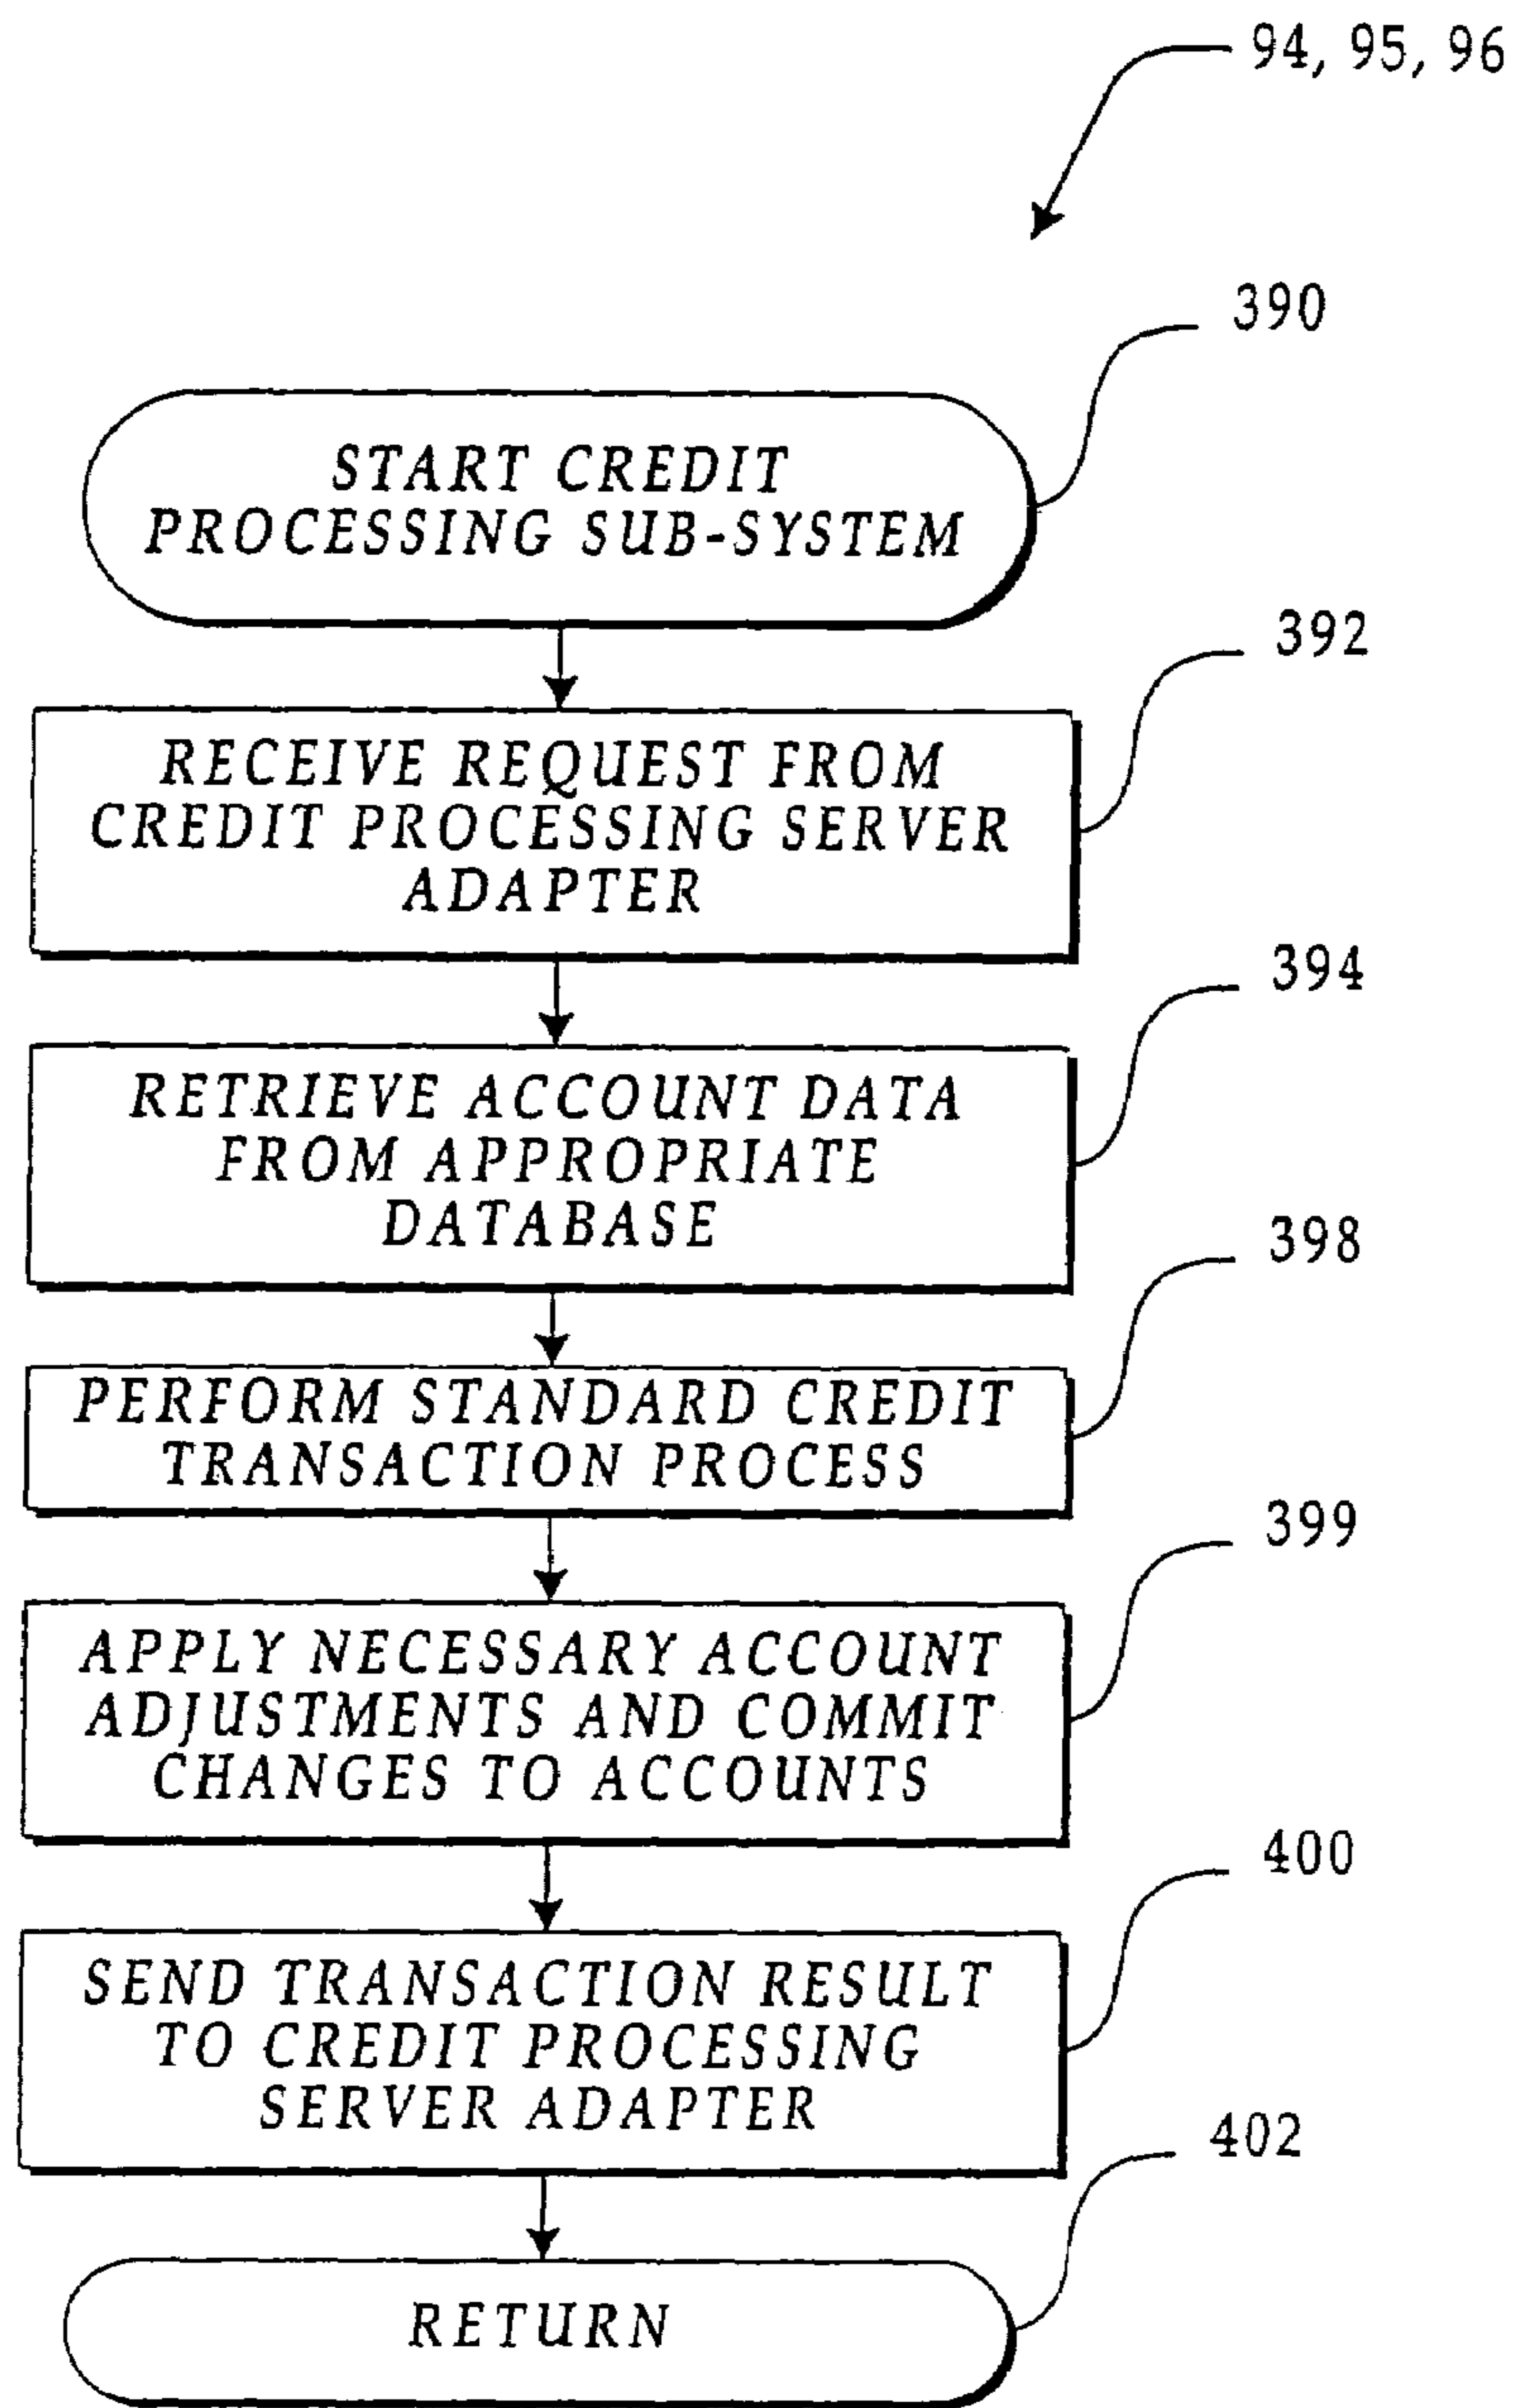 94, 95, 96
390
START CREDIT
PROCESSING SUB-SYSTEM
392
RECEIVE REQUEST FROM
CREDIT PROCESSING SERVER
ADAPTER
394
RETRIEVE ACCOUNT DATA
FROM APPROPRIATE
DATABASE
398
PERFORM STANDARD CREDIT
TRANSACTION PROCESS
399
APPLY NECESSARY ACCOUNT
ADJUSTMENTS AND COMMIT
CHANGES TO ACCOUNTS
400
SEND TRANSACTION RESULT
TO CREDIT PROCESSING
SERVER ADAPTER
402
RETURN